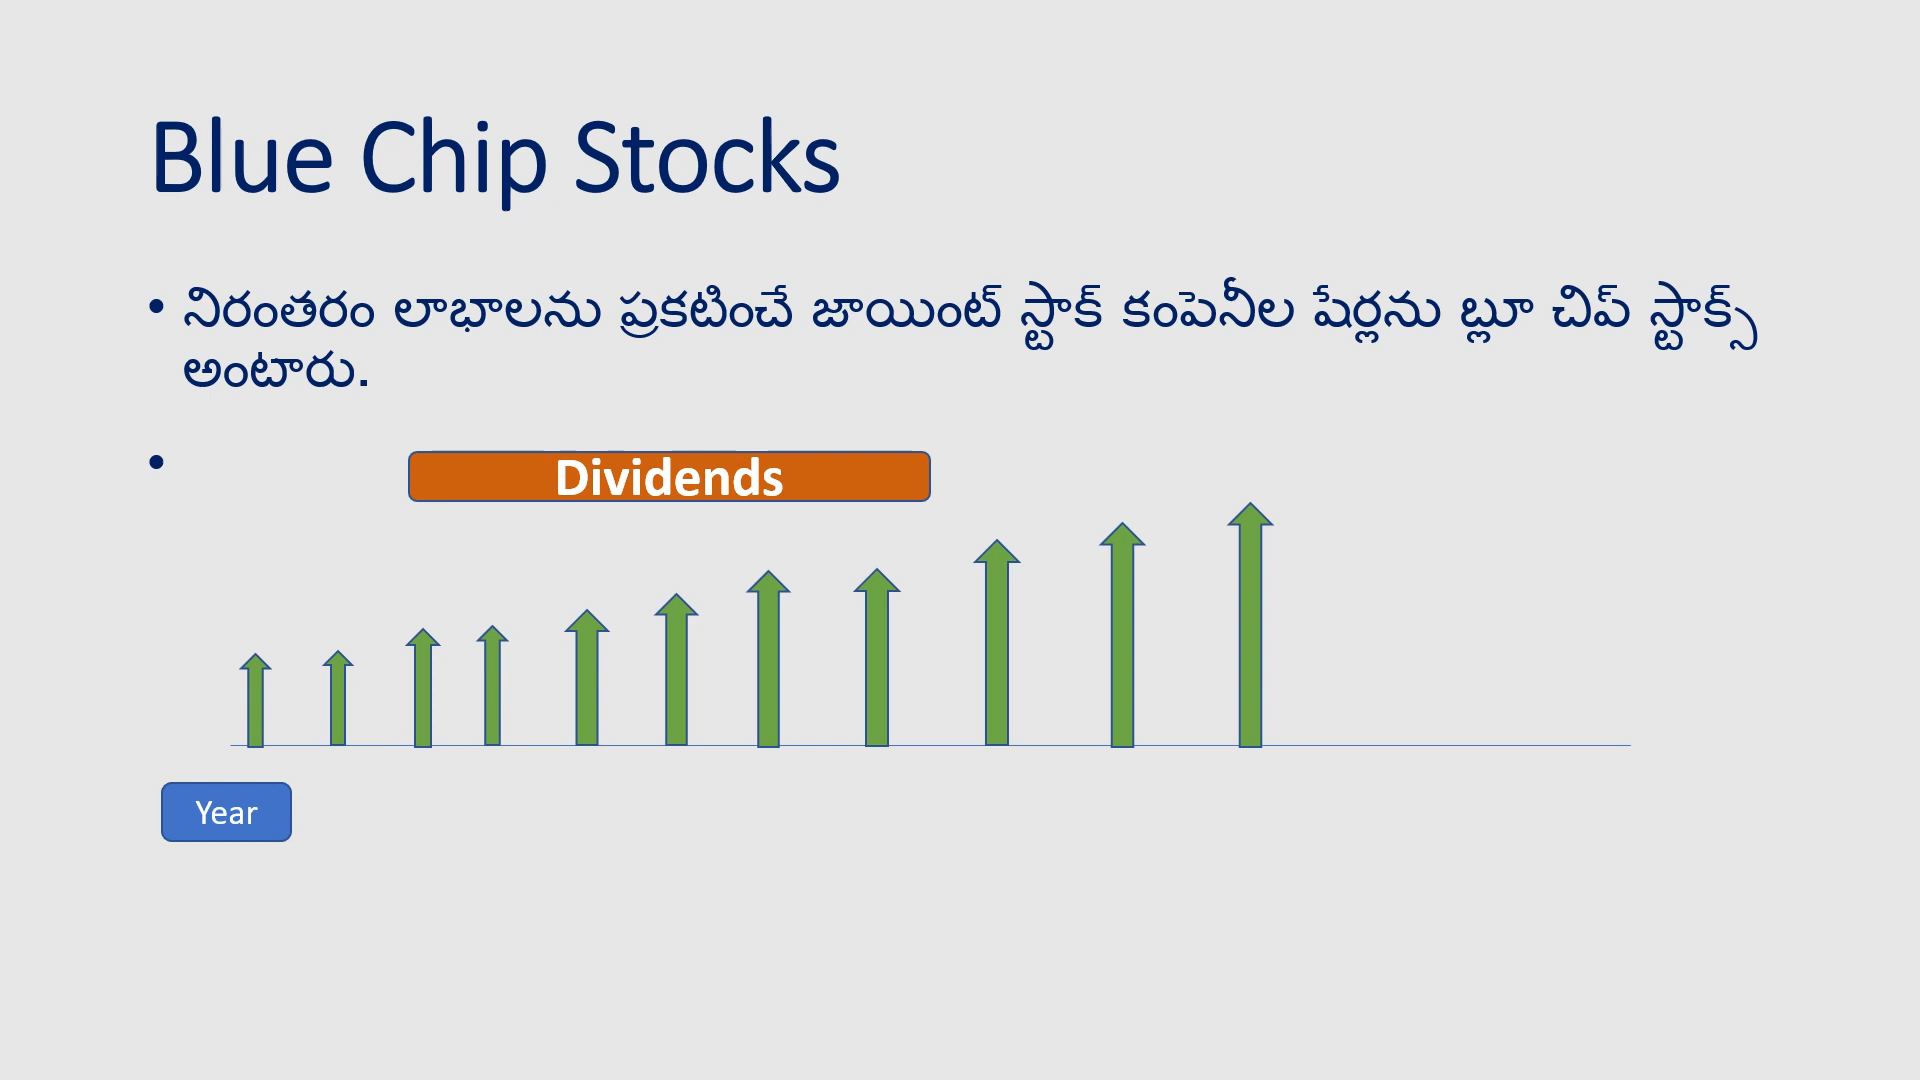 Blue Chip Stocks
• నిరంతరం లాభాలను ప్రకటించే జాయింట్ స్టాక్ కంపెనీల షేర్లను బ్లూ చిప్ స్టాక్స్
అంటారు.
•
Dividends
Year